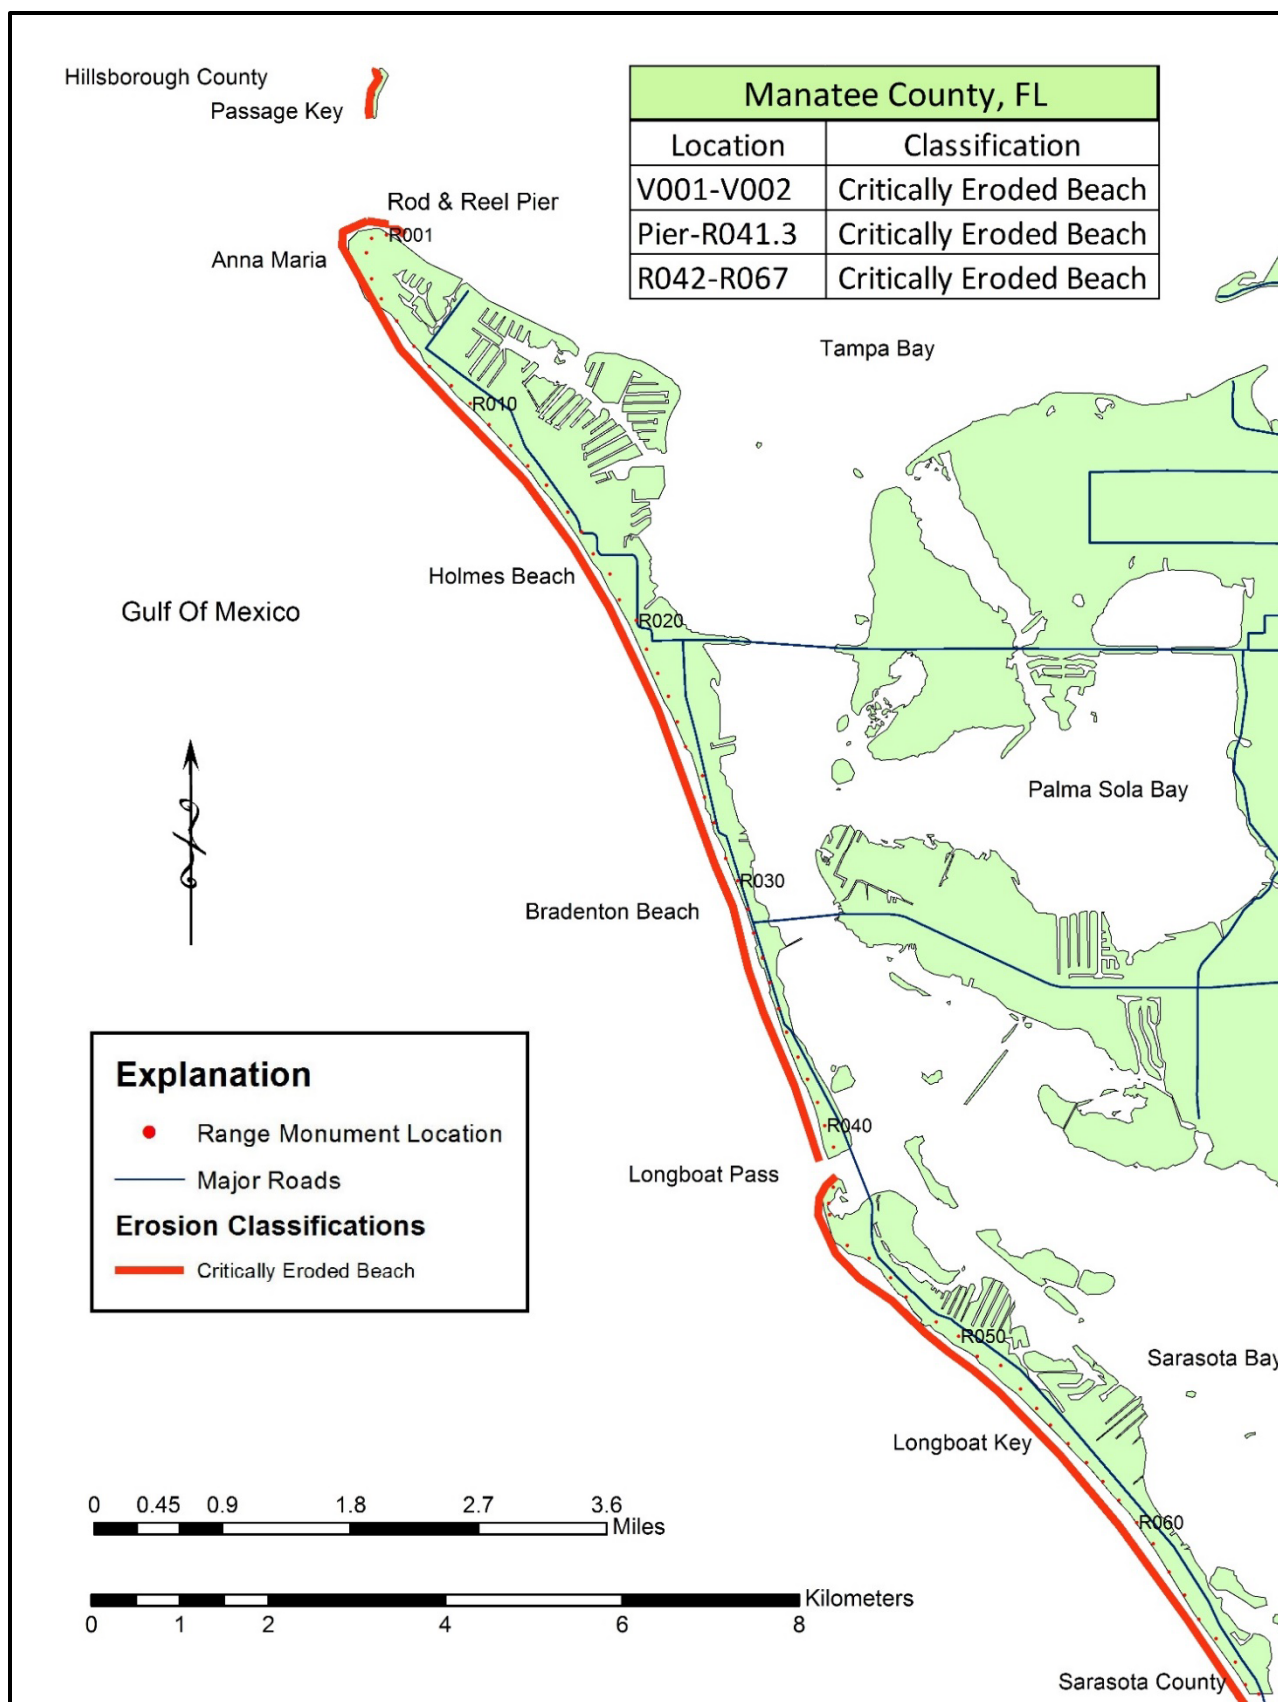 Hillsborough County
Passage Key
Manatee County, FL
Location Classification
V001-V002 Critically Eroded Beach
Pier-R041.3 Critically Eroded Beach
R042-R067 Critically Eroded Beach
Rod & Reel Pier
R001
Anna Maria
Tampa Bay
R010
Holmes Beach
Gulf Of Mexico
R020
Palma Sola Bay
R030
Bradenton Beach
Explanation
Range Monument Location
Major Roads
Erosion Classifications
Critically Eroded Beach
R040
Longboat Pass
R050
Sarasota Bay
Longboat Key
R060
0 0.45 0.9 1.8 2.7 3.6
Miles
Kilometers
0 1 2 4 6 8
Sarasota County